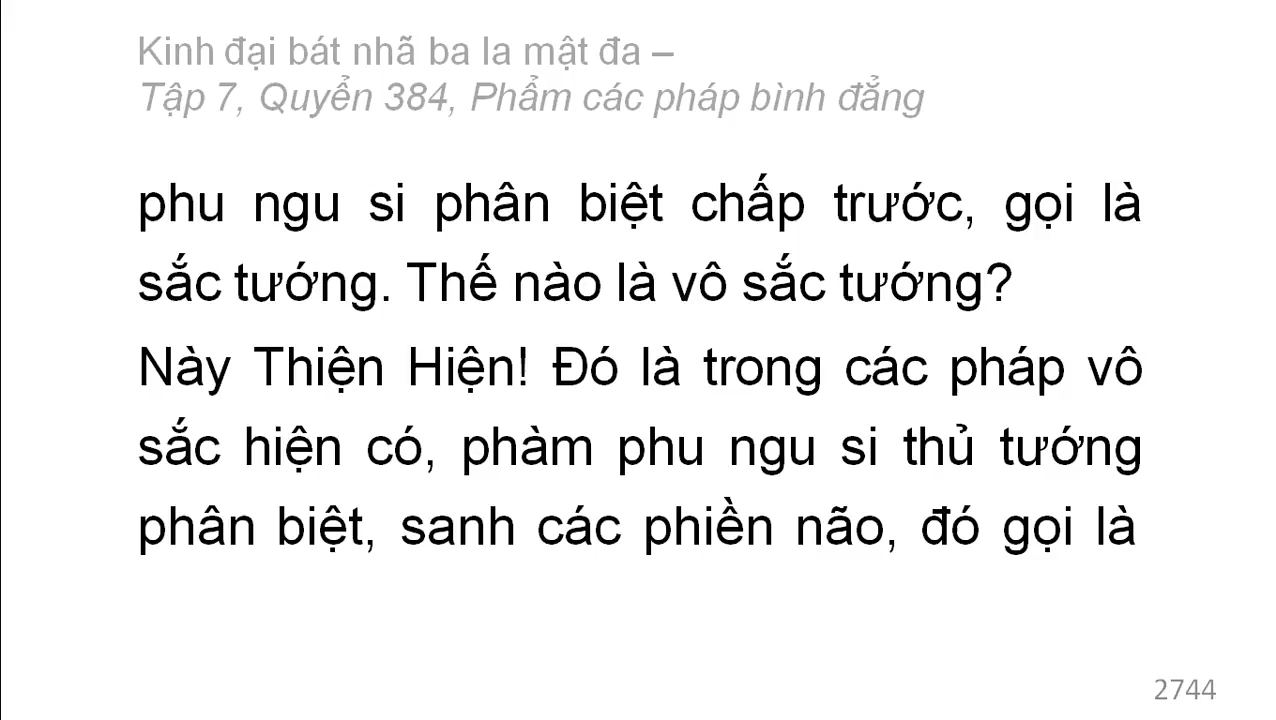 Kinh đại bát nhã ba la mật đa –
Tập 7, Quyển 384, Phẩm các pháp bình đẳng
phu ngu si phân biệt chấp trước, gọi là
sắc tướng. Thế nào là vô sắc tướng?
Này Thiện Hiện! Đó là trong các pháp vô
sắc hiện có, phàm phu ngu si thủ tướng
phân biệt, sanh các phiền não, đó gọi là
2744